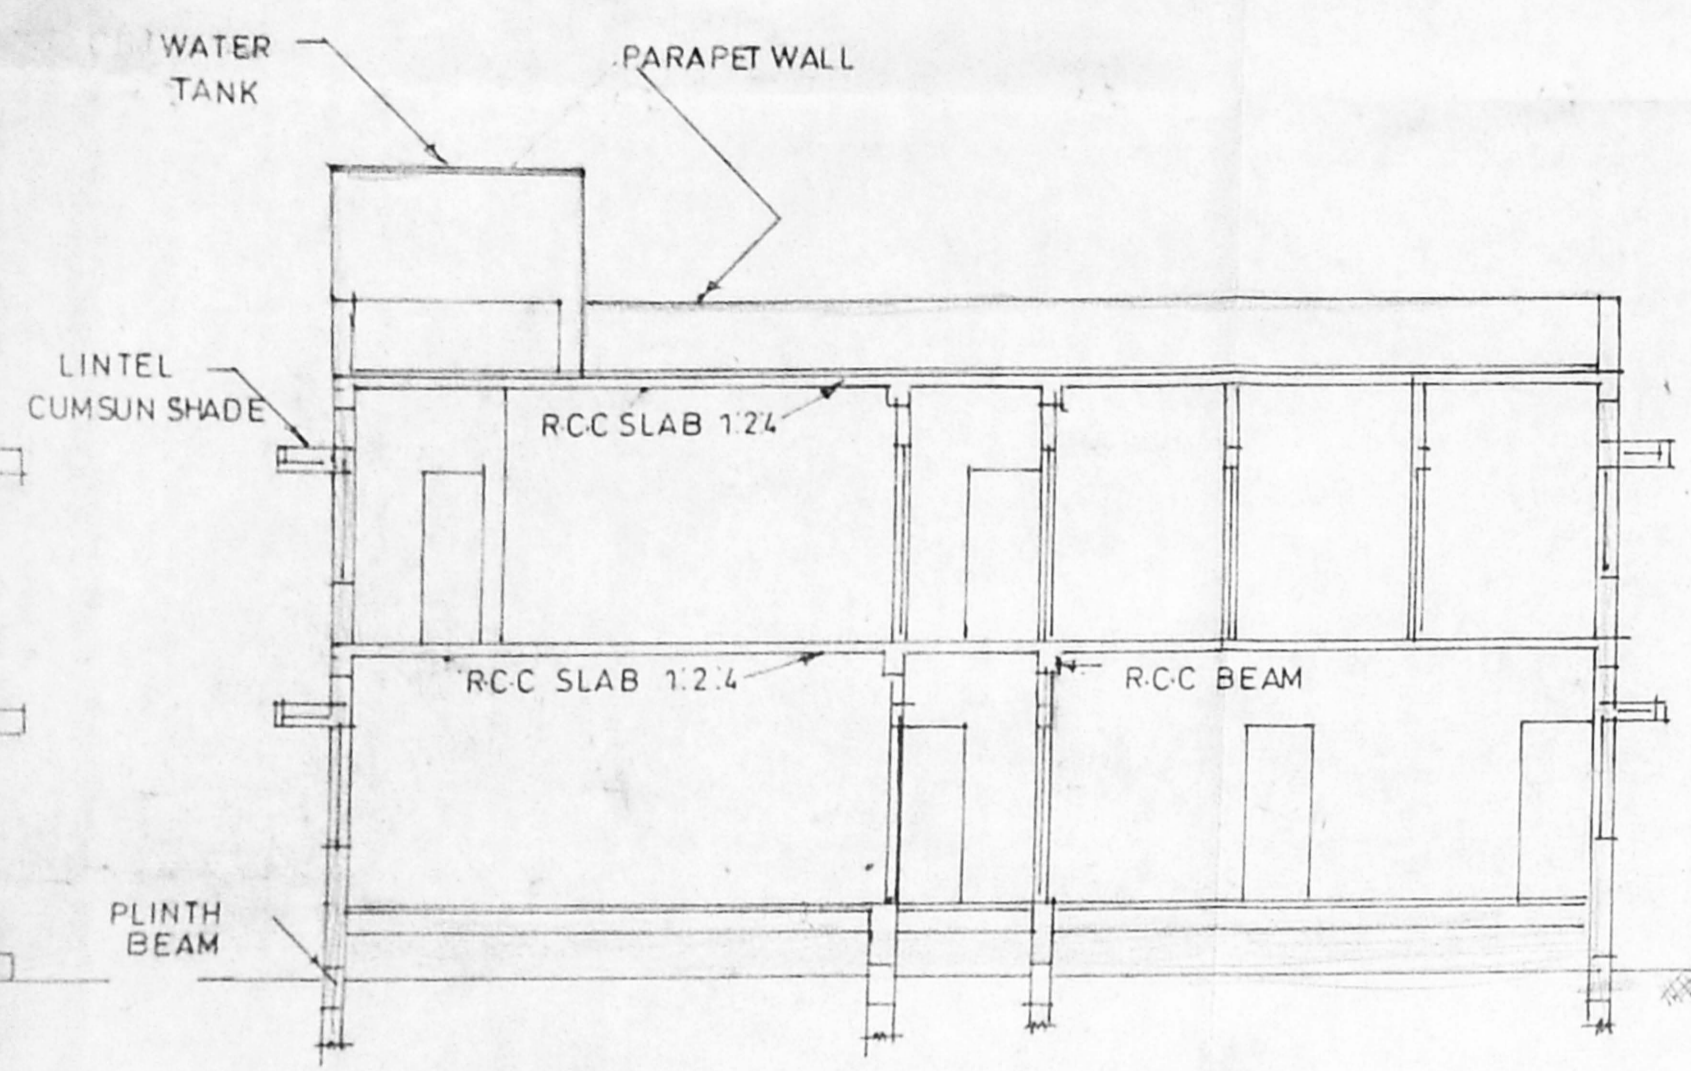 WATER
TANK
PARAPET WALL
LINTEL
CUMSUN SHADE
R.C.C SLAB 1:2:4
R.C.C SLAB 1:2:4
R.C.C BEAM
PLINTH
BEAM